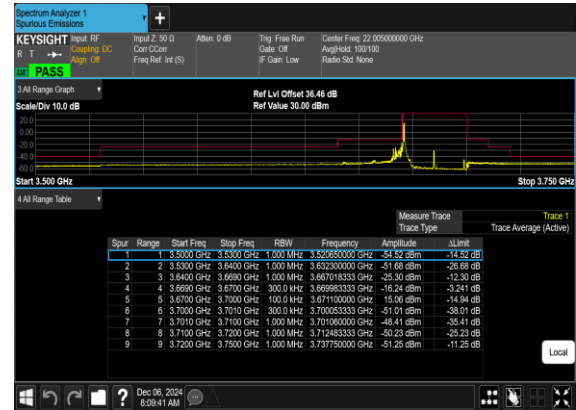 Spectrum Analyzer 1
Spurious Emissions
+
KEYSIGHT Input: RF Input Z: 50 Ω Atten: 0 dB Trig: Free Run Center Freq: 22.005000000 GHz
R T Coupling: DC Corr CCorr Gate: Off Avg|Hold: 100/100
Align: Off Freq Ref: Int (S) IF Gain: Low Radio Std: None
PASS
3 All Range Graph Ref Lvl Offset 36.46 dB
Scale/Div 10.0 dB Ref Value 30.00 dBm
20.0
0.00
-20.0
-40.0
-60.0
Start 3.500 GHz Stop 3.750 GHz
4 All Range Table
Measure Trace Trace 1
Trace Type Trace Average (Active)
Spur Range Start Freq Stop Freq RBW Frequency Amplitude ΔLimit
1 1 3.5000 GHz 3.5300 GHz 1.000 MHz 3.520650000 GHz -54.52 dBm -14.52 dB
2 2 3.5300 GHz 3.6400 GHz 1.000 MHz 3.632300000 GHz -51.68 dBm -26.68 dB
3 3 3.6400 GHz 3.6690 GHz 1.000 MHz 3.667018333 GHz -25.30 dBm -12.30 dB
4 4 3.6690 GHz 3.6700 GHz 300.0 kHz 3.669983333 GHz -16.24 dBm -3.241 dB
5 5 3.6700 GHz 3.7000 GHz 100.0 kHz 3.671100000 GHz 15.06 dBm -14.94 dB
6 6 3.7000 GHz 3.7010 GHz 300.0 kHz 3.700053333 GHz -51.01 dBm -38.01 dB
7 7 3.7010 GHz 3.7100 GHz 1.000 MHz 3.701060000 GHz -48.41 dBm -35.41 dB
8 8 3.7100 GHz 3.7200 GHz 1.000 MHz 3.712483333 GHz -50.23 dBm -25.23 dB
9 9 3.7200 GHz 3.7500 GHz 1.000 MHz 3.737750000 GHz -51.25 dBm -11.25 dB
Local
? Dec 06, 2024
8:09:41 AM